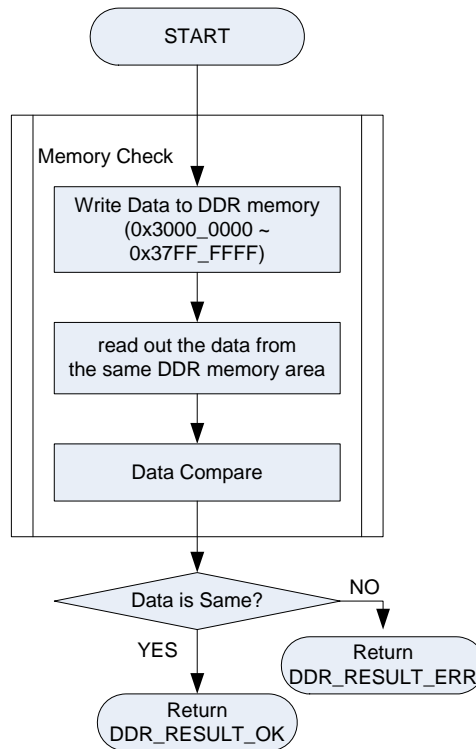 START
Memory Check
Write Data to DDR memory
(0x3000_0000 ~
0x37FF_FFFF)
read out the data from
the same DDR memory area
Data Compare
Data is Same?
NO
YES
Return
DDR_RESULT_ERR
Return
DDR_RESULT_OK